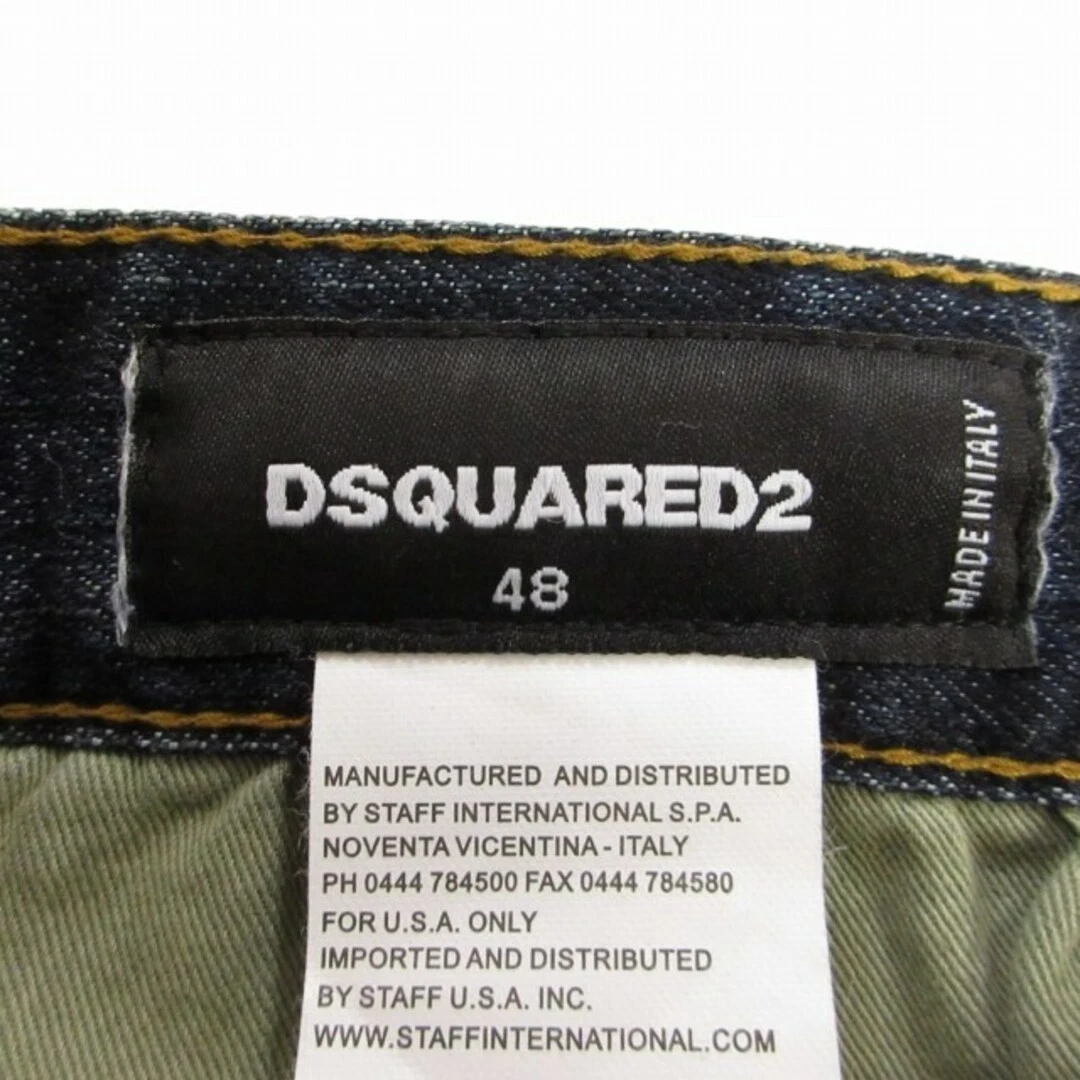 DSQUARED2
48
MADE IN ITALY
MANUFACTURED AND DISTRIBUTED
BY STAFF INTERNATIONAL S.P.A.
NOVENTA VICENTINA - ITALY
PH 0444 784500 FAX 0444 784580
FOR U.S.A. ONLY
IMPORTED AND DISTRIBUTED
BY STAFF U.S.A. INC.
WWW.STAFFINTERNATIONAL.COM